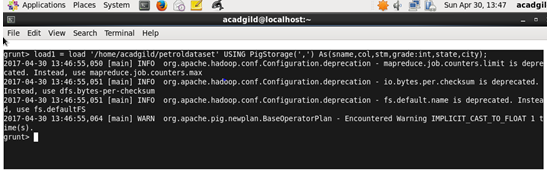 Applications Places System Sun Apr 30, 13:47
acadgild@localhost:~
File Edit View Search Terminal Help
grunt> load1 = load '/home/acadgild/petroldataset' USING PigStorage(',') As(sname,col,stm,grade:int,state,city);
2017-04-30 13:46:55,050 [main] INFO org.apache.hadoop.conf.Configuration.deprecation - mapreduce.job.counters.limit is depre
cated. Instead, use mapreduce.job.counters.max
2017-04-30 13:46:55,051 [main] INFO org.apache.hadoop.conf.Configuration.deprecation - io.bytes.per.checksum is deprecated.
Instead, use dfs.bytes-per-checksum
2017-04-30 13:46:55,051 [main] INFO org.apache.hadoop.conf.Configuration.deprecation - fs.default.name is deprecated. Instea
d, use fs.defaultFS
2017-04-30 13:46:55,064 [main] WARN org.apache.pig.newplan.BaseOperatorPlan - Encountered Warning IMPLICIT_CAST_TO_FLOAT 1 t
ime(s).
grunt>